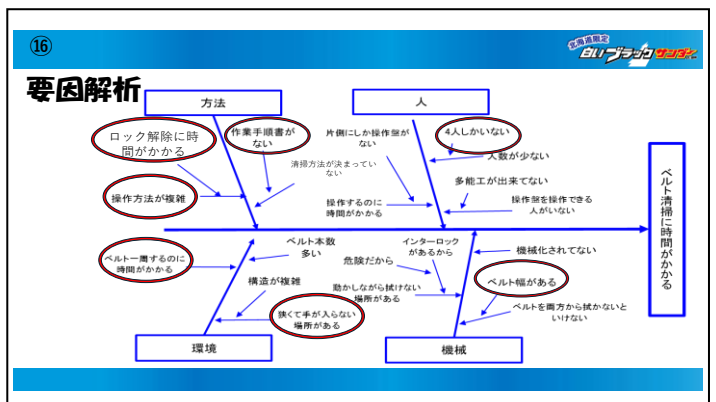 ⑯
北海道限定
白いブラックサンダー
要因解析
方法
人
ロック解除に時
間がかかる
作業手順書が
ない
片側にしか操作盤が
ない
4人しかいない
人数が少ない
清掃方法が決まってい
ない
多能工が出来てない
操作方法が複雑
操作するのに
時間がかかる
操作盤を操作できる
人がいない
ベルト清掃に時間がかかる
ベルト一周するのに
時間がかかる
ベルト本数
多い
インターロック
があるから
機械化されてない
危険だから
構造が複雑
動かしながら拭けない
場所がある
ベルト幅がある
狭くて手が入らない
場所がある
ベルトを両方から拭かないと
いけない
環境
機械